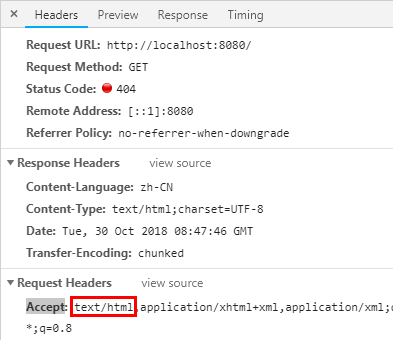 × Headers Preview Response Timing
Request URL: http://localhost:8080/
Request Method: GET
Status Code: 404
Remote Address: [::1]:8080
Referrer Policy: no-referrer-when-downgrade
▼ Response Headers view source
Content-Language: zh-CN
Content-Type: text/html;charset=UTF-8
Date: Tue, 30 Oct 2018 08:47:46 GMT
Transfer-Encoding: chunked
▼ Request Headers view source
Accept: text/html,application/xhtml+xml,application/xml;q
*;q=0.8